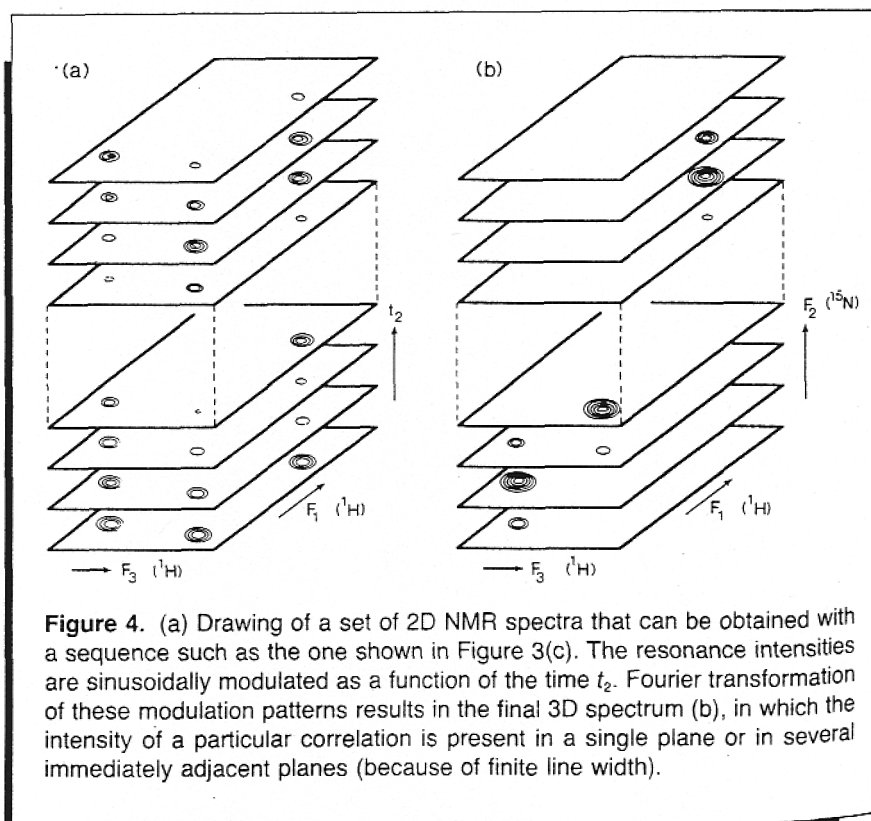 (a)
(b)
t₂
F₂ (¹⁵N)
F₁ (¹H)
F₁ (¹H)
F₃ (¹H)
F₃ (¹H)
Figure 4. (a) Drawing of a set of 2D NMR spectra that can be obtained with
a sequence such as the one shown in Figure 3(c). The resonance intensities
are sinusoidally modulated as a function of the time t₂. Fourier transformation
of these modulation patterns results in the final 3D spectrum (b), in which the
intensity of a particular correlation is present in a single plane or in several
immediately adjacent planes (because of finite line width).